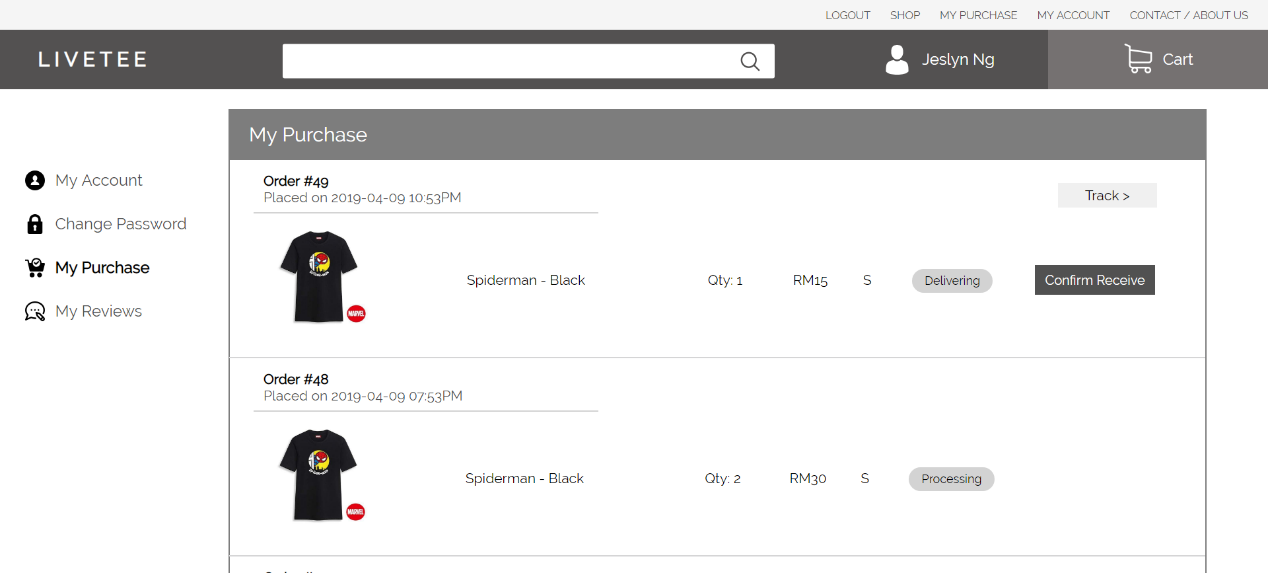 LOGOUT SHOP MY PURCHASE MY ACCOUNT CONTACT / ABOUT US
LIVETEE
Jeslyn Ng
Cart
My Account
Change Password
My Purchase
My Reviews
My Purchase
Order #49
Placed on 2019-04-09 10:53PM
Track >
MARVEL
Spiderman - Black Qty: 1 RM15 S Delivering Confirm Receive
Order #48
Placed on 2019-04-09 07:53PM
MARVEL
Spiderman - Black Qty: 2 RM30 S Processing